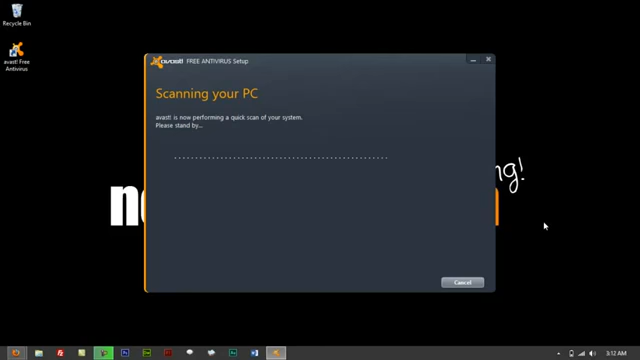 Recycle Bin
avast! Free
Antivirus
avast! FREE ANTIVIRUS Setup
Scanning your PC
avast! is now performing a quick scan of your system.
Please stand by...
ng!
Cancel
3:12 AM